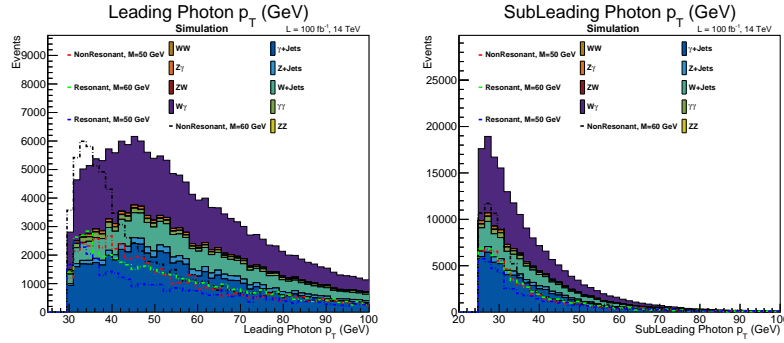 Leading Photon p_T (GeV)
Simulation
L = 100 fb⁻¹, 14 TeV
Events
NonResonant, M=50 GeV
Resonant, M=60 GeV
Resonant, M=50 GeV
WW
Zγ
ZW
Wγ
NonResonant, M=60 GeV
γ+Jets
Z+Jets
W+Jets
γγ
ZZ
9000
8000
7000
6000
5000
4000
3000
2000
1000
0
30 40 50 60 70 80 90 100
Leading Photon p_T (GeV)
SubLeading Photon p_T (GeV)
Simulation
L = 100 fb⁻¹, 14 TeV
Events
NonResonant, M=50 GeV
Resonant, M=60 GeV
Resonant, M=50 GeV
WW
Zγ
ZW
Wγ
NonResonant, M=60 GeV
γ+Jets
Z+Jets
W+Jets
γγ
ZZ
25000
20000
15000
10000
5000
0
20 30 40 50 60 70 80 90 100
SubLeading Photon p_T (GeV)